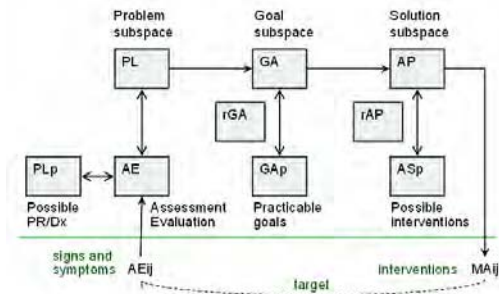 Problem subspace
Goal subspace
Solution subspace
PL
GA
AP
rGA
rAP
PLp
AE
GAp
ASp
Possible PR/Dx
Assessment Evaluation
Practicable goals
Possible interventions
signs and symptoms
AEij
interventions
MAij
target